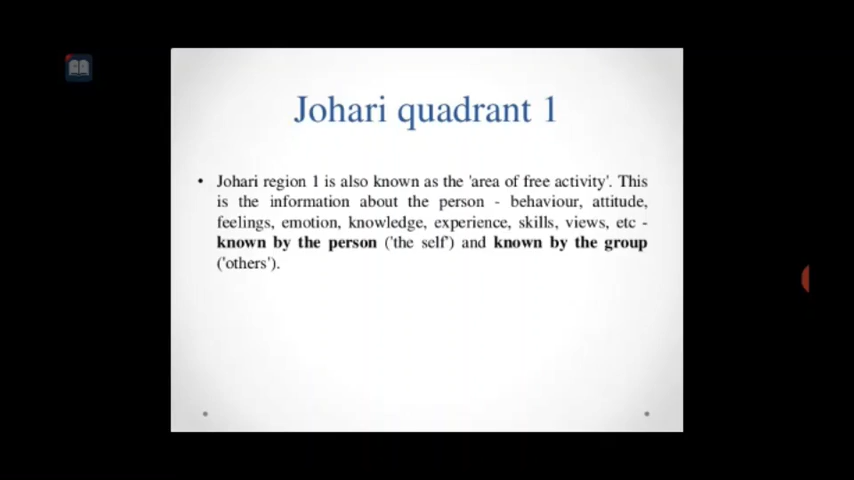 Johari quadrant 1
• Johari region 1 is also known as the 'area of free activity'. This
is the information about the person - behaviour, attitude,
feelings, emotion, knowledge, experience, skills, views, etc -
known by the person ('the self') and known by the group
('others').